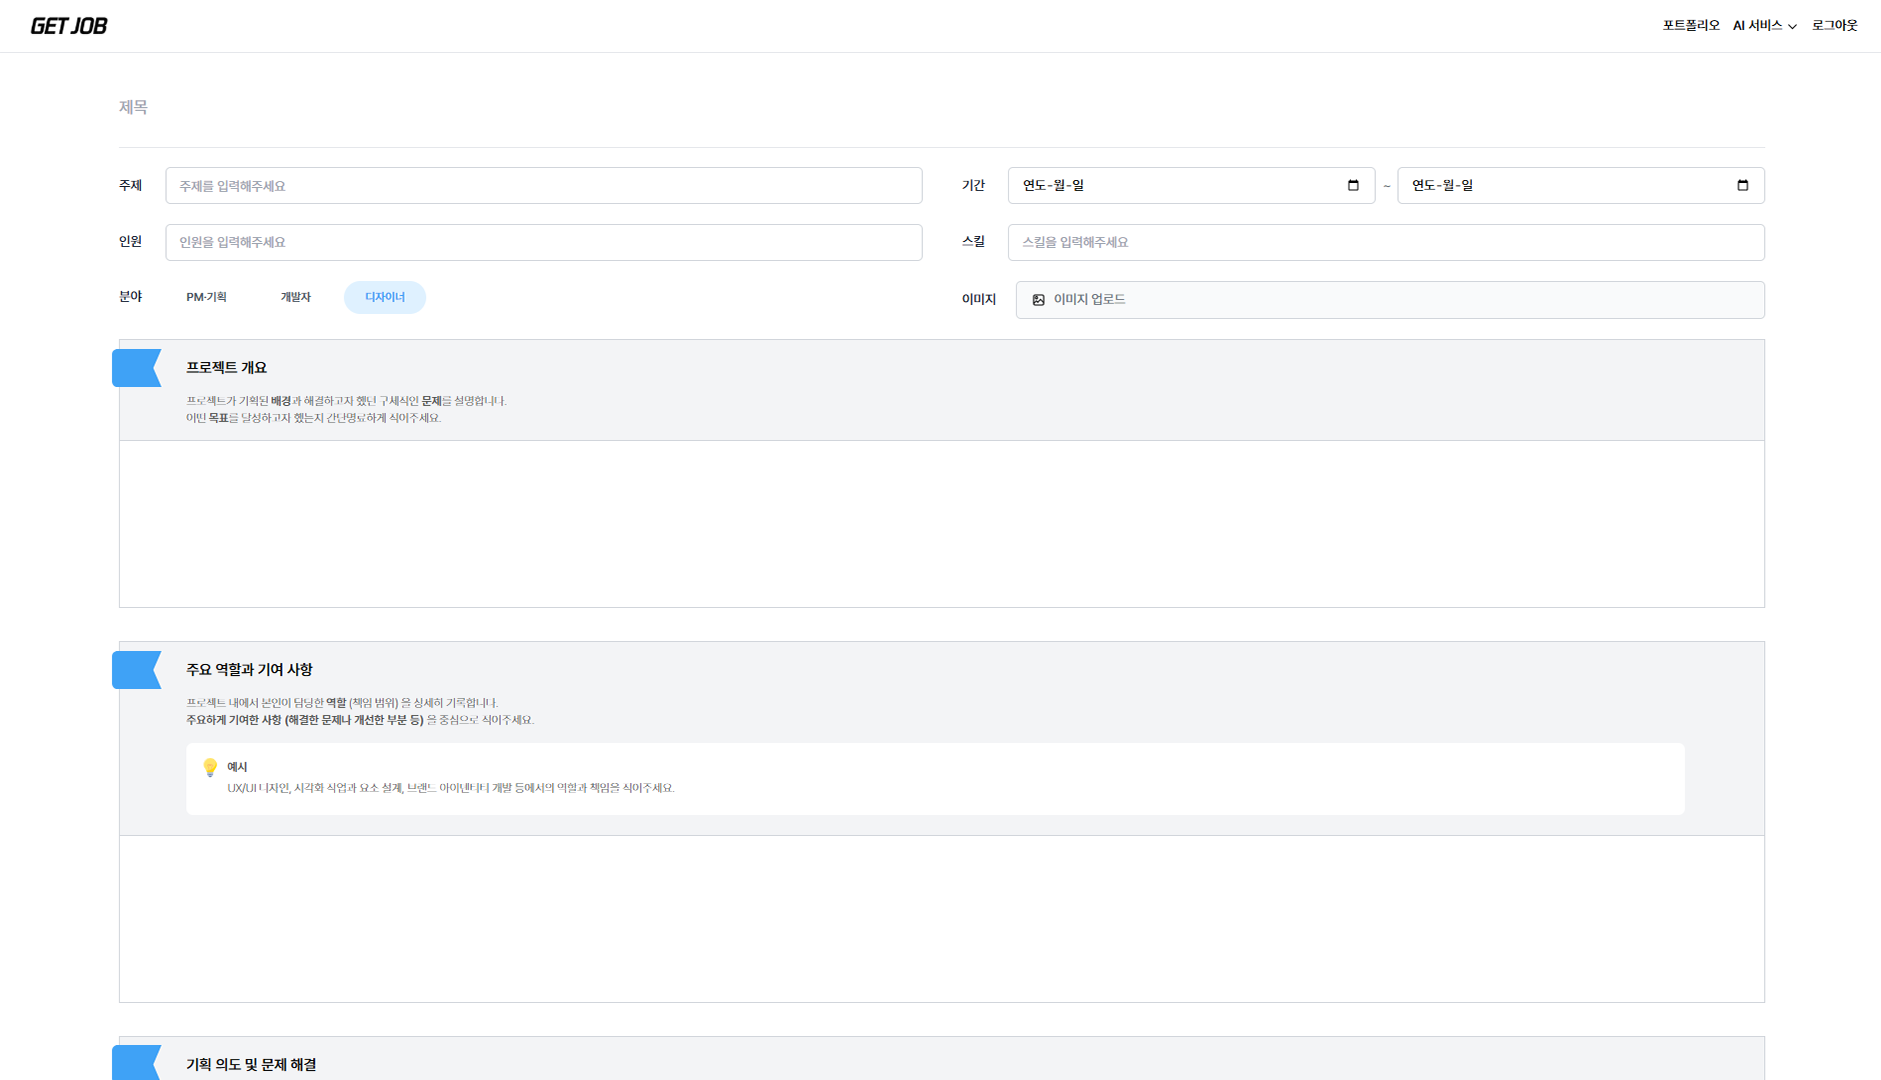 GET JOB
포트폴리오 AI 서비스 로그아웃
제목
주제 주제를 입력해주세요
기간 연도-월-일 ~ 연도-월-일
인원 인원을 입력해주세요
스킬 스킬을 입력해주세요
분야 PM·기획 개발자 디자이너
이미지 이미지 업로드
프로젝트 개요
프로젝트가 기획된 배경과 해결하고자 했던 구체적인 문제를 설명합니다.
어떤 목표를 달성하고자 했는지 간단명료하게 적어주세요.
주요 역할과 기여 사항
프로젝트 내에서 본인이 담당한 역할 (책임 범위) 을 상세히 기록합니다.
주요하게 기여한 사항 (해결한 문제나 개선한 부분 등) 을 중심으로 적어주세요.
예시
UX/UI 디자인, 시각화 작업과 요소 설계, 브랜드 아이덴티티 개발 등에서의 역할과 책임을 적어주세요.
기획 의도 및 문제 해결